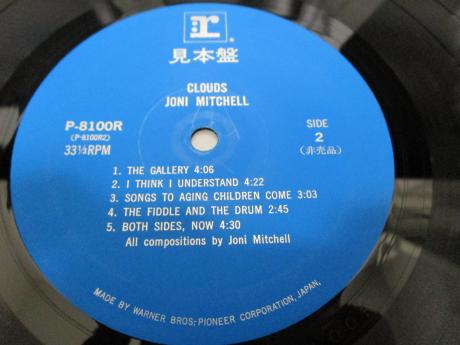 r
見本盤
CLOUDS
JONI MITCHELL
P-8100R
(P-8100R2)
33⅓RPM
SIDE
2
(非売品)
1. THE GALLERY 4:06
2. I THINK I UNDERSTAND 4:22
3. SONGS TO AGING CHILDREN COME 3:03
4. THE FIDDLE AND THE DRUM 2:45
5. BOTH SIDES, NOW 4:30
All compositions by Joni Mitchell
MADE BY WARNER BROS.-PIONEER CORPORATION, JAPAN,